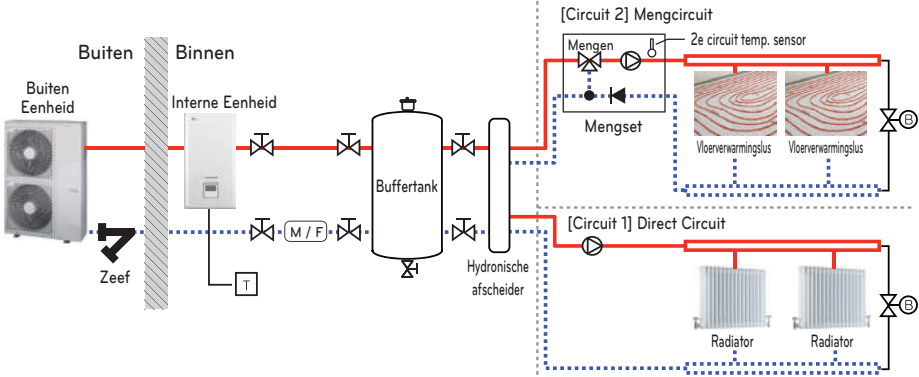 [Circuit 2] Mengcircuit
Buiten
Binnen
Mengen
2e circuit temp. sensor
Buiten
Eenheid
Interne Eenheid
Mengset
Vloerverwarmingslus
Vloerverwarmingslus
B
Buffertank
[Circuit 1] Direct Circuit
M / F
Zeef
T
Hydronische
afscheider
B
Radiator
Radiator